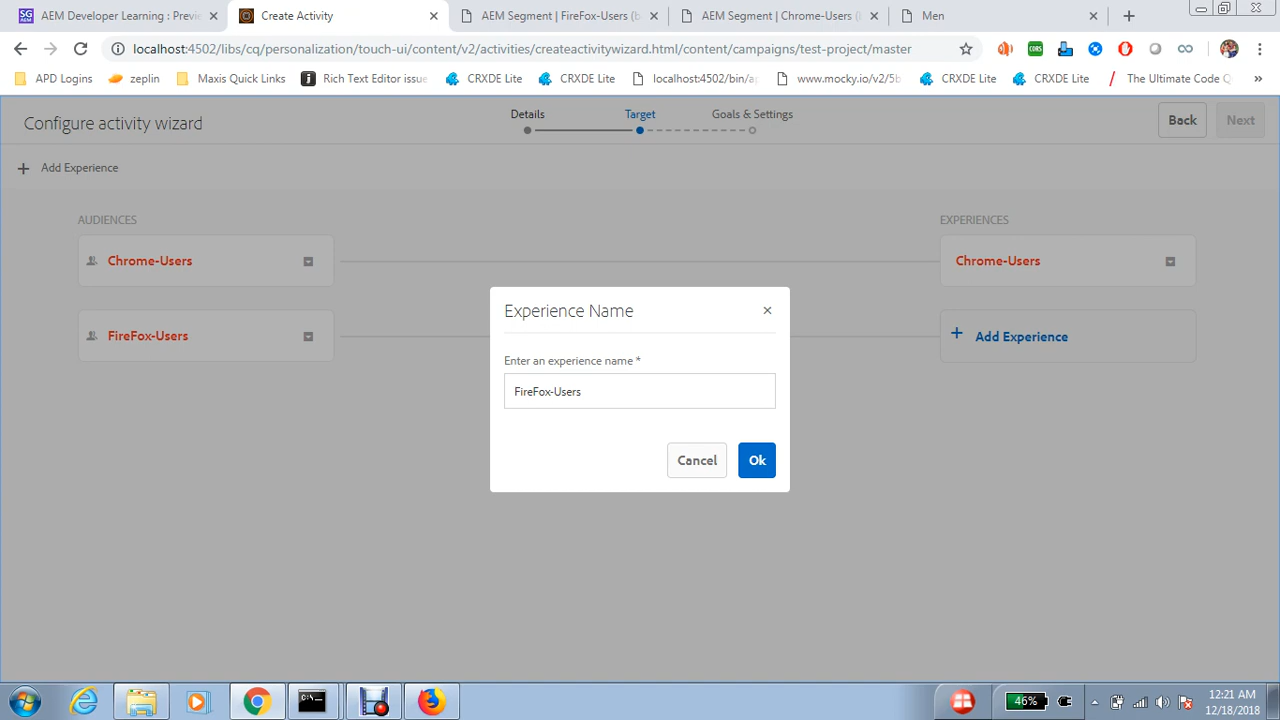 SG AEM
AEM Developer Learning : Previe
Create Activity
AEM Segment | FireFox-Users (b
AEM Segment | Chrome-Users (b
Menu
localhost:4502/libs/cq/personalization/touch-ui/content/v2/activities/createactivitywizard.html/content/campaigns/test-project/master
CORS
APD Logins
zeplin
Maxis Quick Links
Rich Text Editor issue
CRXDE Lite
CRXDE Lite
localhost:4502/bin/a
www.mocky.io/v2/5b
CRXDE Lite
CRXDE Lite
The Ultimate Code Q
»
Configure activity wizard
Details
Target
Goals & Settings
Back
Next
Add Experience
AUDIENCES
EXPERIENCES
Chrome-Users
Chrome-Users
FireFox-Users
Add Experience
Experience Name
Enter an experience name *
FireFox-Users
Cancel
Ok
46%
12:21 AM
12/18/2018